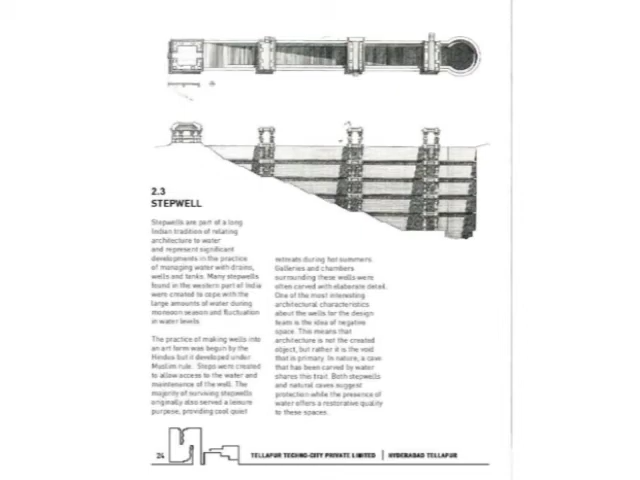 2.3
STEPWELL
Stepwells are part of a long
Indian tradition of relating
architecture to water
and represent significant
developments in the practice
of managing water with drains,
wells and tanks. Many stepwells
found in the western part of India
were created to cope with the
large amounts of water during
monsoon season and fluctuation
in water levels
The practice of making wells into
an art form was begun by the
Hindus but it developed under
Muslim rule. Steps were created
to allow access to the water and
maintenance of the well. The
majority of surviving stepwells
originally also served a leisure
purpose, providing cool quiet
retreats during hot summers.
Galleries and chambers
surrounding these wells were
often carved with elaborate detail.
One of the most interesting
architectural characteristics
about the wells for the design
team is the idea of negative
space. This means that
architecture is not the created
object, but rather it is the void
that is primary. In nature, a cave
that has been carved by water
shares this trait. Both stepwells
and natural caves suggest
protection while the presence of
water offers a restorative quality
to these spaces.
24
TELLAPUR TECHNO-CITY PRIVATE LIMITED | HYDERABAD TELLAPUR